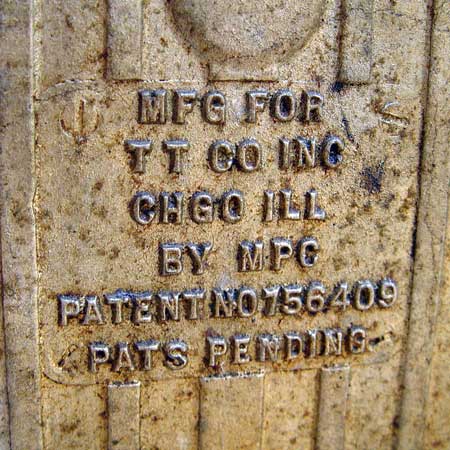 MFG FOR
T T CO INC
CHGO ILL
BY MPC
PATENT NO 756409
PATS PENDING